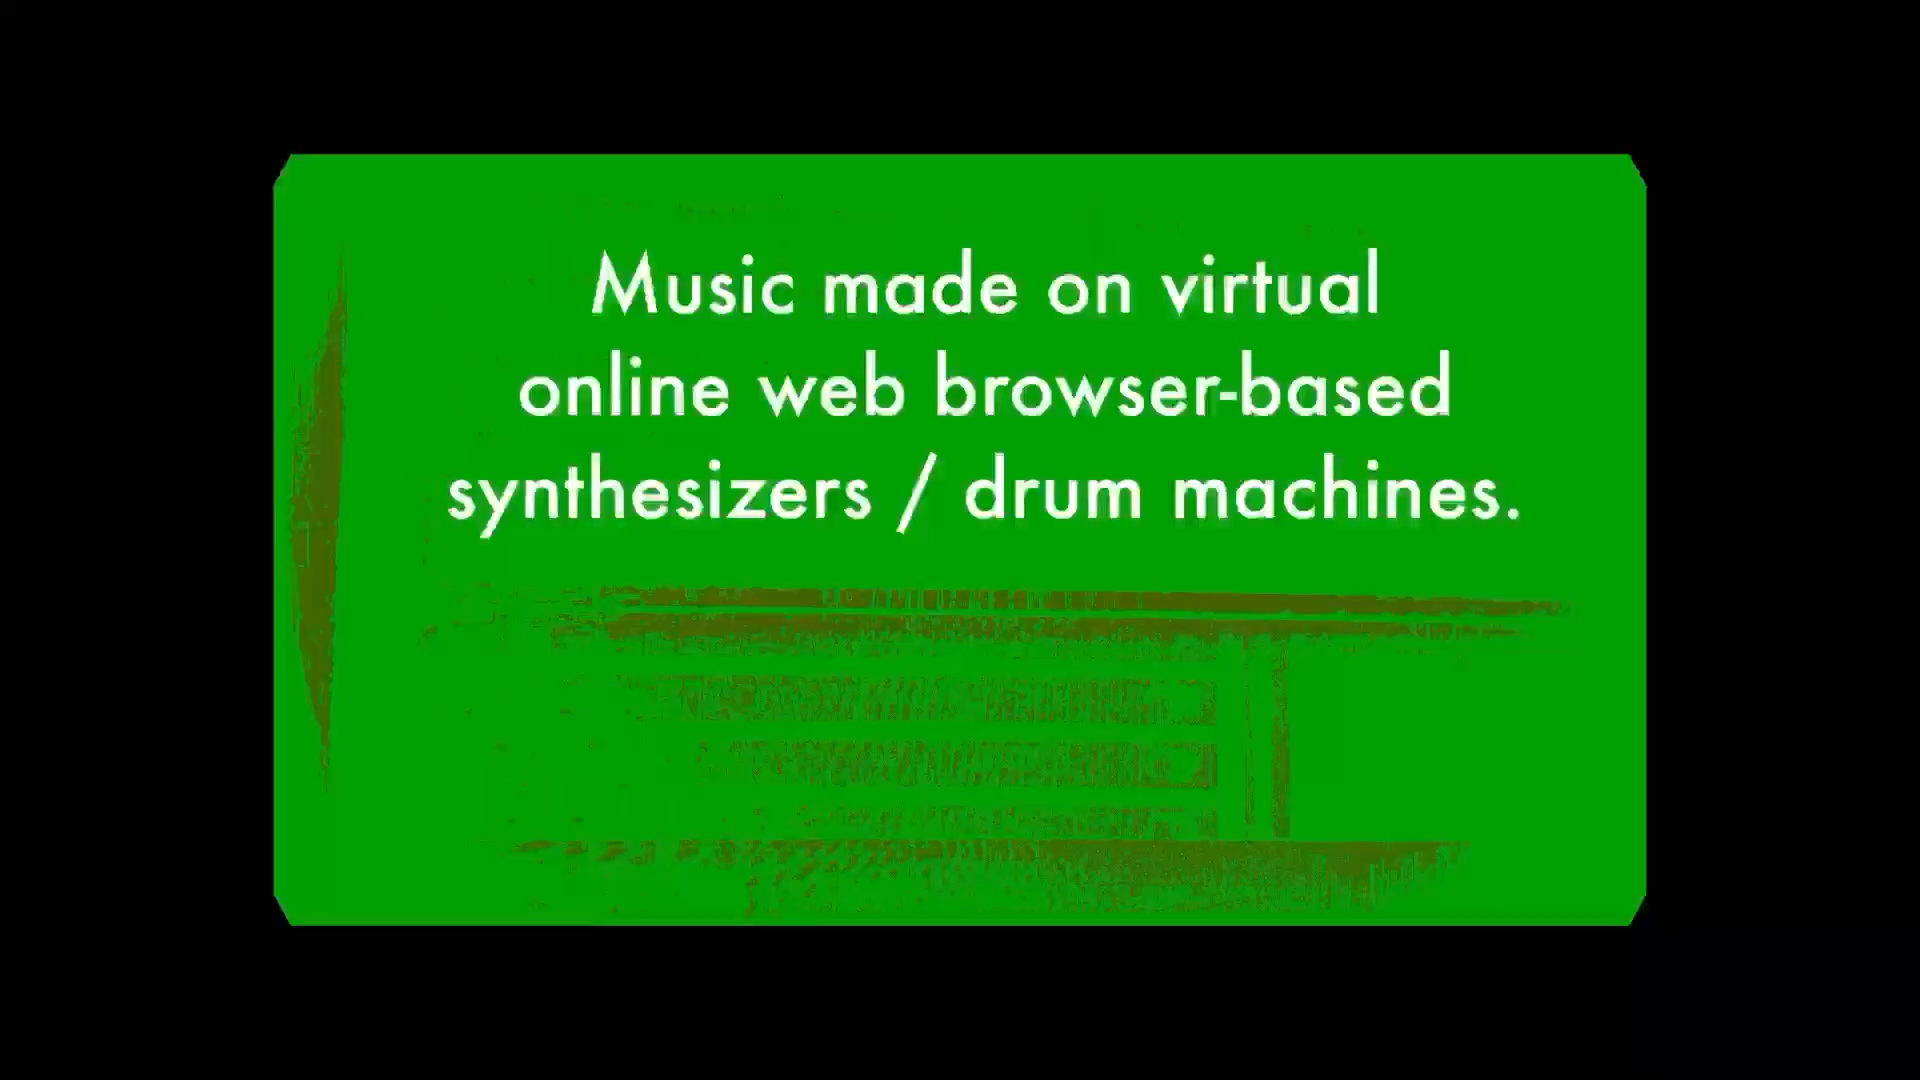 Music made on virtual
online web browser-based
synthesizers / drum machines.